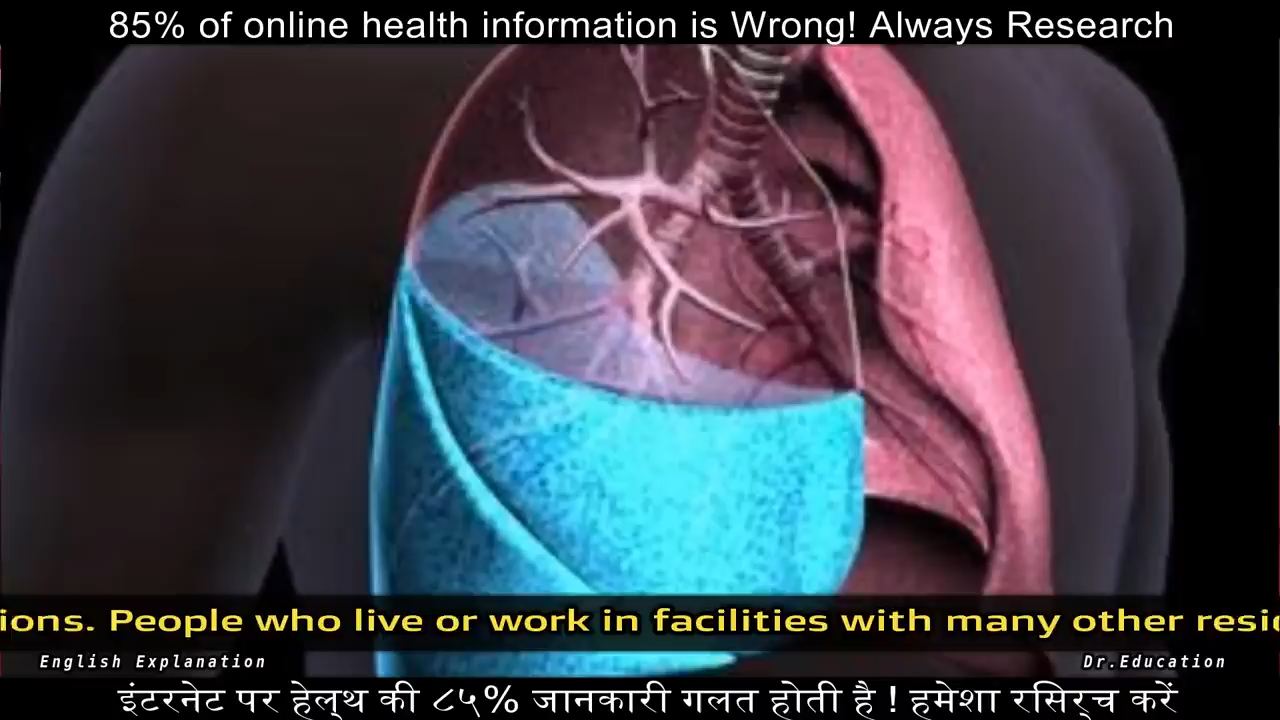 85% of online health information is Wrong! Always Research
ions. People who live or work in facilities with many other resi
English Explanation
Dr.Education
इंटरनेट पर हेल्थ की ८५% जानकारी गलत होती है ! हमेशा रिसर्च करें